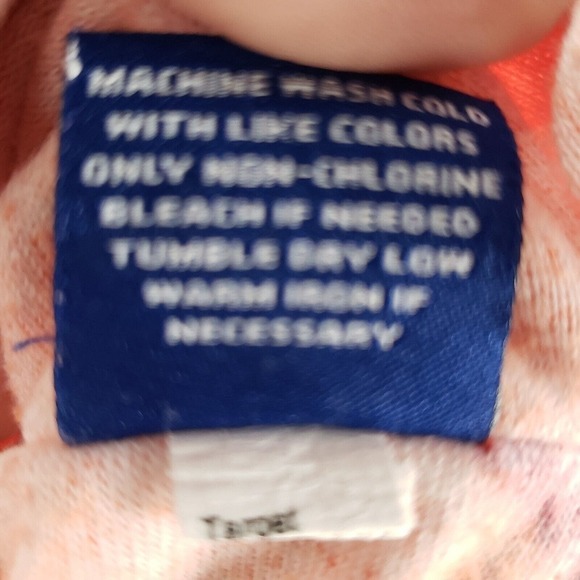 MACHINE WASH COLD
WITH LIKE COLORS
ONLY NON-CHLORINE
BLEACH IF NEEDED
TUMBLE DRY LOW
WARM IRON IF
NECESSARY
Target